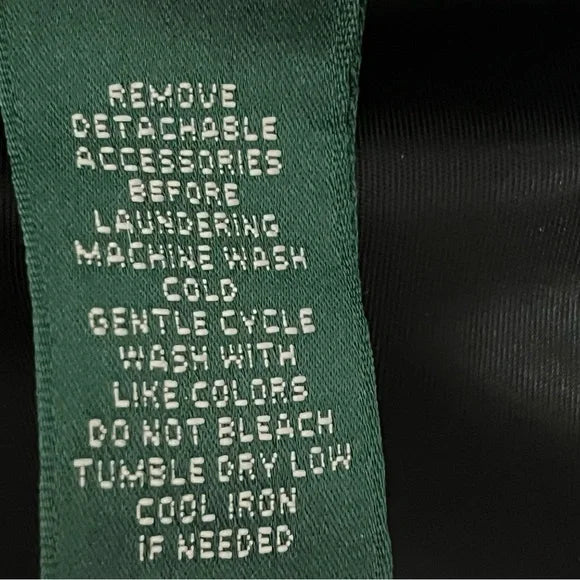 REMOVE
DETACHABLE
ACCESSORIES
BEFORE
LAUNDERING
MACHINE WASH
COLD
GENTLE CYCLE
WASH WITH
LIKE COLORS
DO NOT BLEACH
TUMBLE DRY LOW
COOL IRON
IF NEEDED